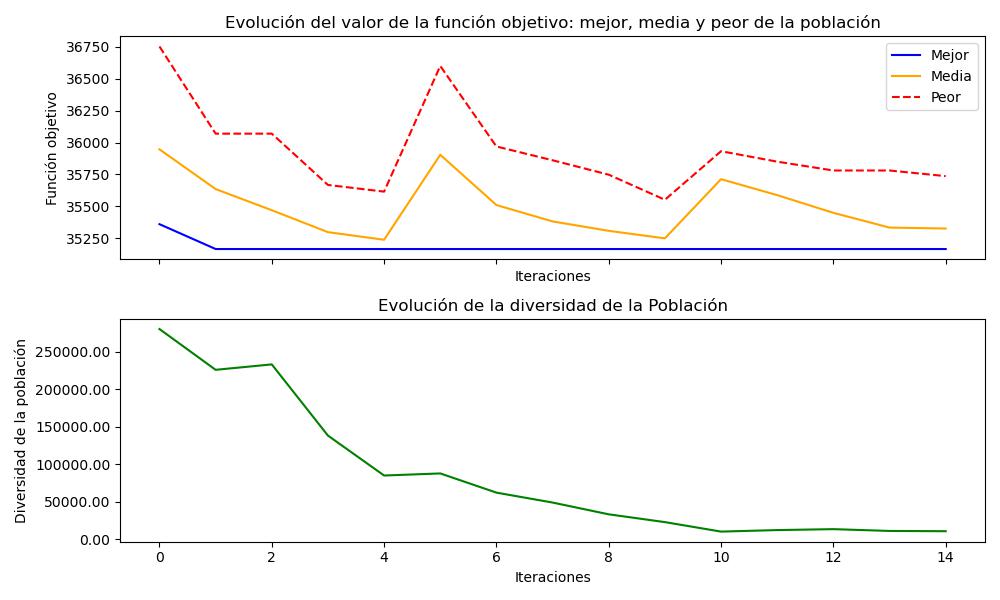 Evolución del valor de la función objetivo: mejor, media y peor de la población
36750
36500
36250
36000
35750
35500
35250
Función objetivo
Mejor
Media
Peor
Iteraciones
Evolución de la diversidad de la Población
250000.00
200000.00
150000.00
100000.00
50000.00
0.00
Diversidad de la población
0 2 4 6 8 10 12 14
Iteraciones